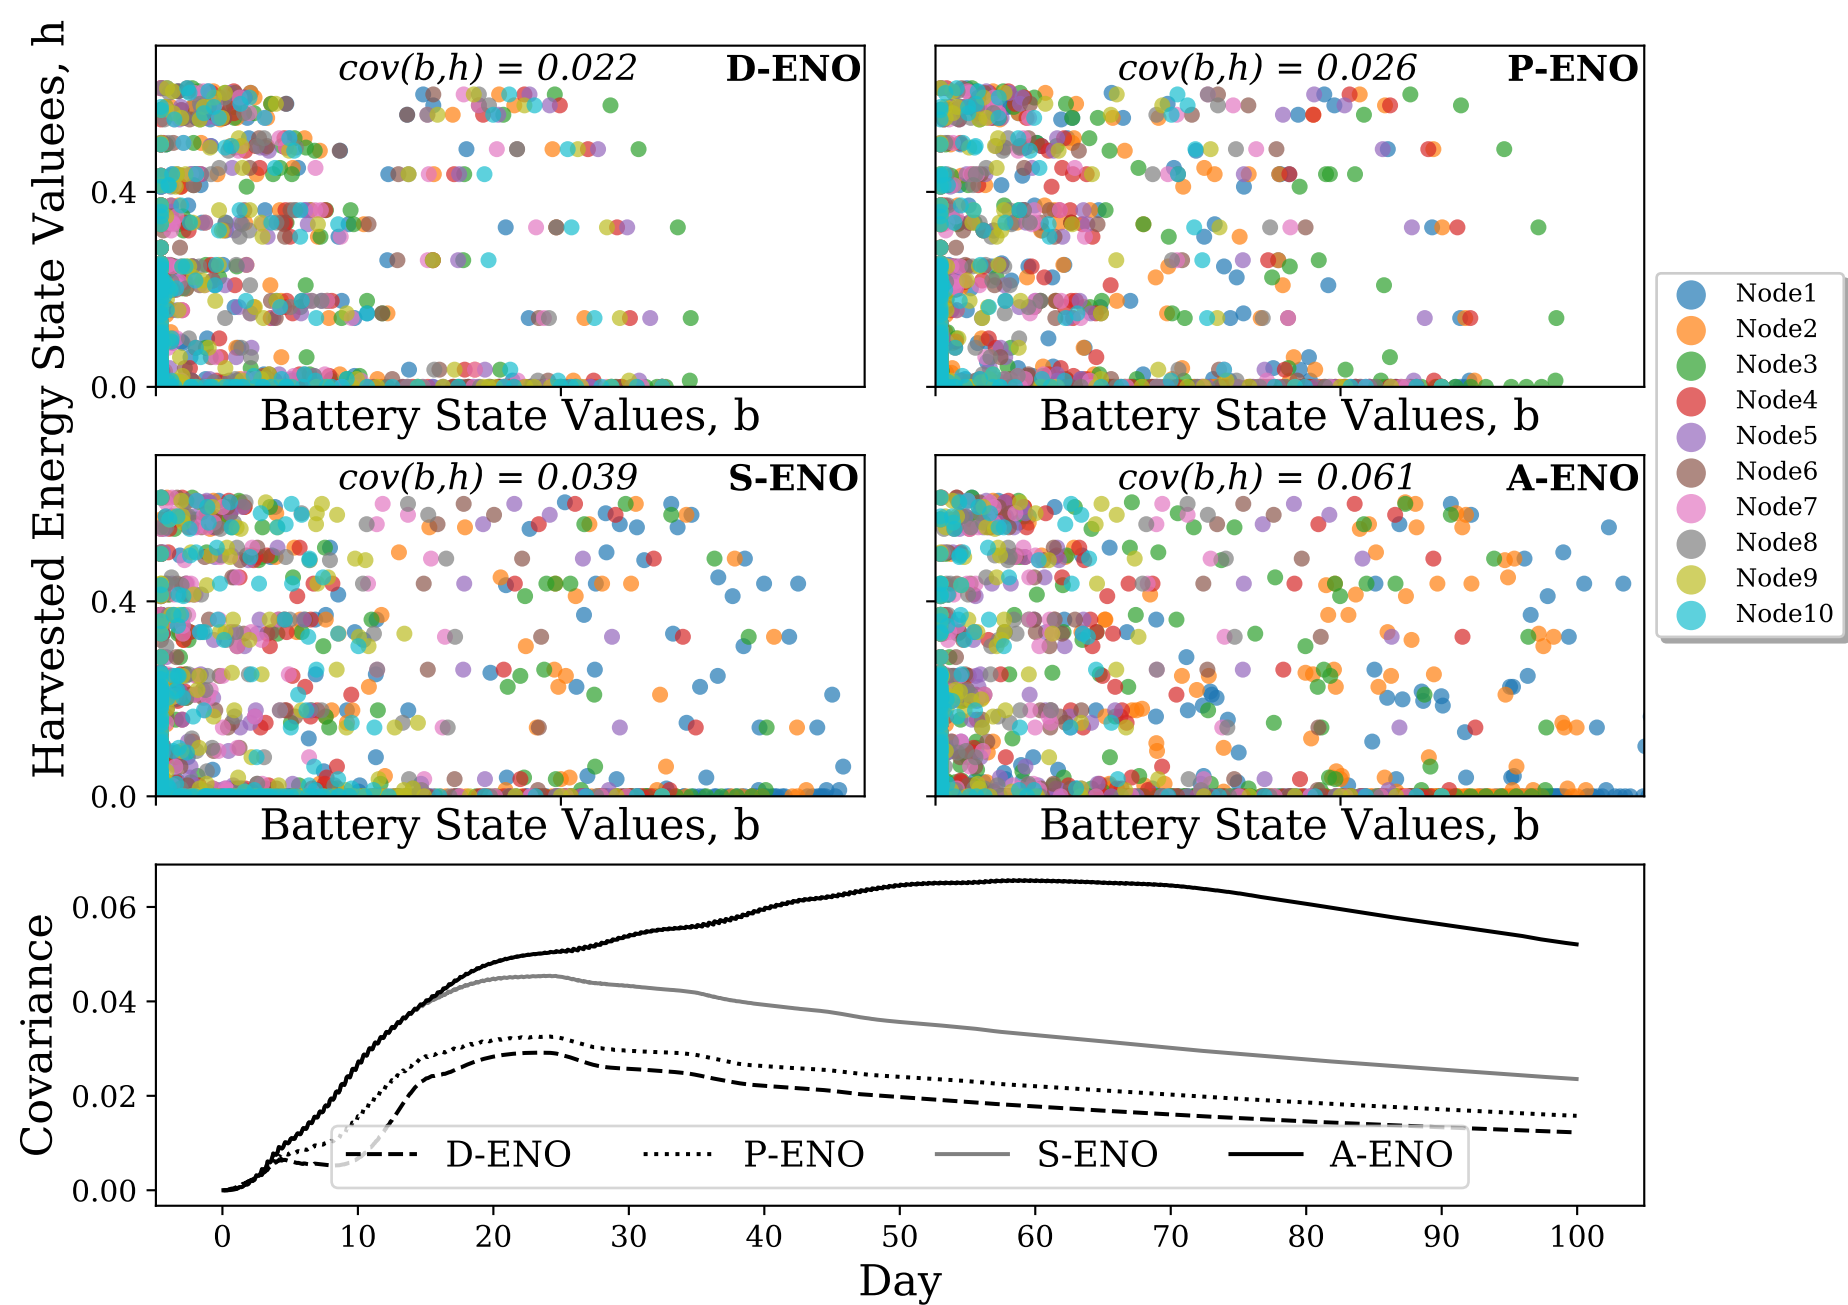 Harvested Energy State Valuees, h
cov(b,h) = 0.022
D-ENO
0.4
0.0
Battery State Values, b
cov(b,h) = 0.026
P-ENO
Battery State Values, b
cov(b,h) = 0.039
S-ENO
0.4
0.0
Battery State Values, b
cov(b,h) = 0.061
A-ENO
Battery State Values, b
Node1
Node2
Node3
Node4
Node5
Node6
Node7
Node8
Node9
Node10
Covariance
0.06
0.04
0.02
0.00
D-ENO
P-ENO
S-ENO
A-ENO
0 10 20 30 40 50 60 70 80 90 100
Day